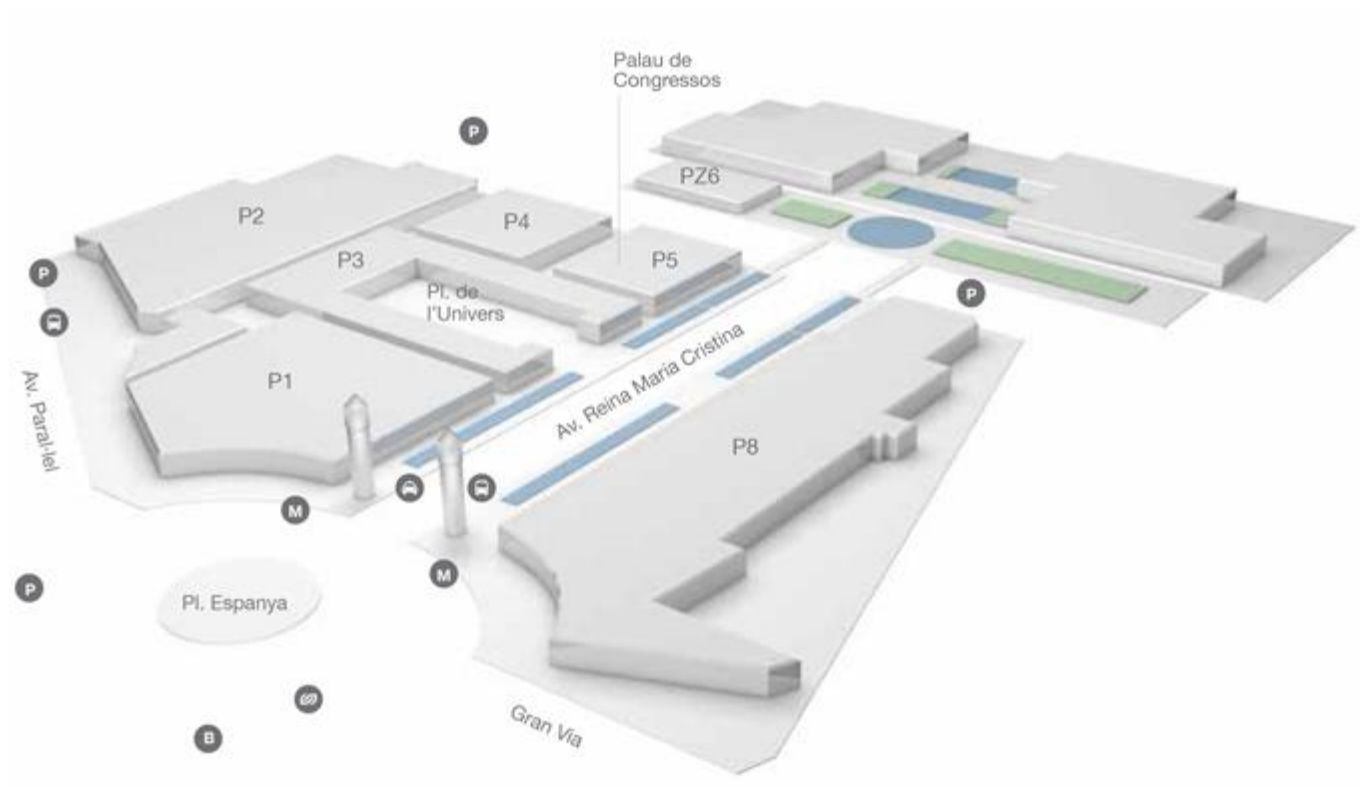 Palau de
Congressos
P
PZ6
P2
P4
P3
P5
P
Pl. de
l'Univers
P
Av. Reina Maria Cristina
P1
Av. Paral·lel
P8
M
M
P
Pl. Espanya
Gran Via
B